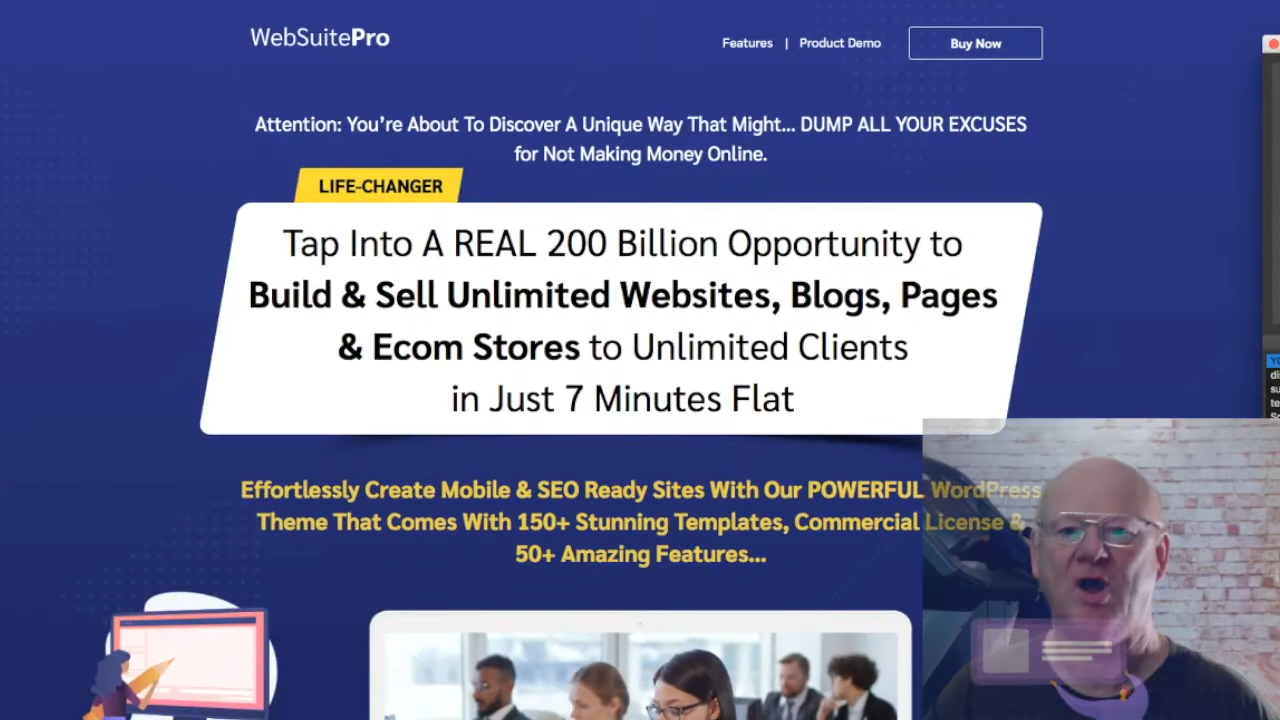 WebSuitePro
Features | Product Demo
Buy Now
Attention: You're About To Discover A Unique Way That Might... DUMP ALL YOUR EXCUSES
for Not Making Money Online.
LIFE-CHANGER
Tap Into A REAL 200 Billion Opportunity to
Build & Sell Unlimited Websites, Blogs, Pages
& Ecom Stores to Unlimited Clients
in Just 7 Minutes Flat
Effortlessly Create Mobile & SEO Ready Sites With Our POWERFUL WordPress
Theme That Comes With 150+ Stunning Templates, Commercial License &
50+ Amazing Features...